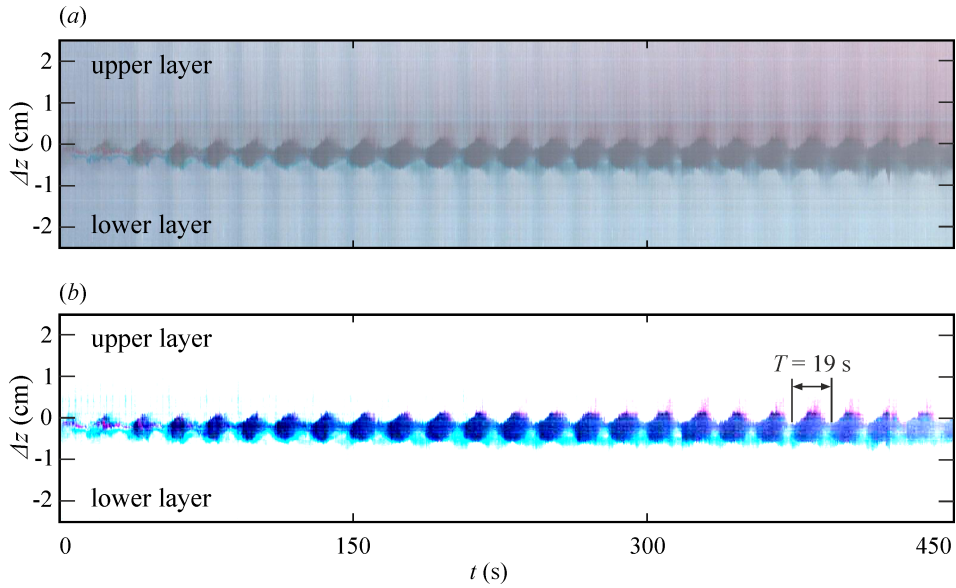 (a)
2
upper layer
1
0
Δz (cm)
-1
-2
lower layer
(b)
2
upper layer
1
T = 19 s
0
Δz (cm)
-1
-2
lower layer
0 150 300 450
t (s)